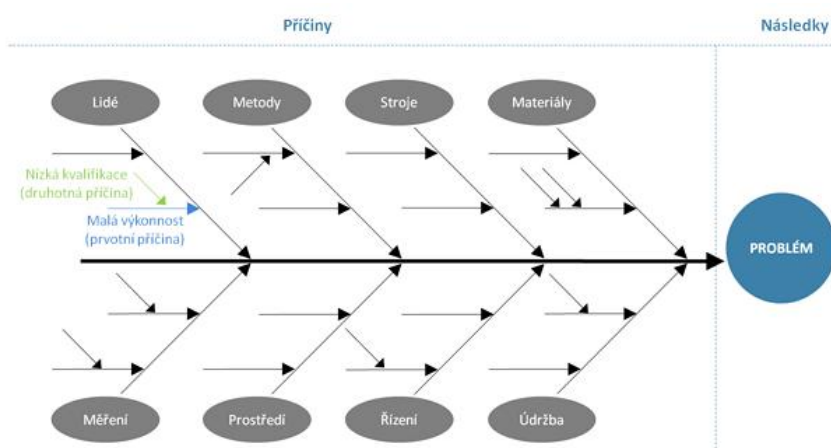 Příčiny
Následky
Lidé
Metody
Stroje
Materiály
Nízká kvalifikace
(druhotná příčina)
Malá výkonnost
(prvotní příčina)
PROBLÉM
Měření
Prostředí
Řízení
Údržba